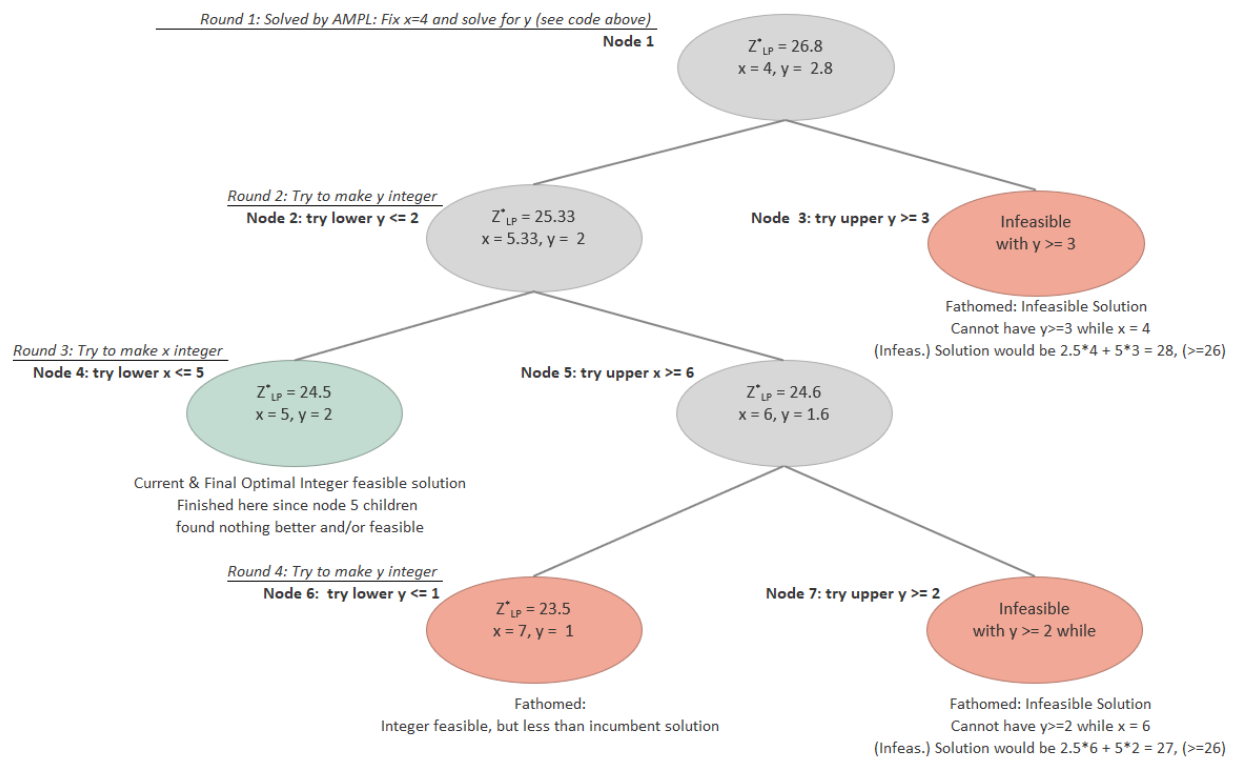 Round 1: Solved by AMPL: Fix x=4 and solve for y (see code above)
Node 1
Z*LP = 26.8
x = 4, y =  2.8
Round 2: Try to make y integer
Node 2: try lower y <= 2
Z*LP = 25.33
x = 5.33, y =  2
Node  3: try upper y >= 3
Infeasible
with y >= 3
Fathomed: Infeasible Solution
Cannot have y>=3 while x = 4
(Infeas.) Solution would be 2.5*4 + 5*3 = 28, (>=26)
Round 3: Try to make x integer
Node 4: try lower x <= 5
Z*LP = 24.5
x = 5, y = 2
Current & Final Optimal Integer feasible solution
Finished here since node 5 children
found nothing better and/or feasible
Node 5: try upper x >= 6
Z*LP = 24.6
x = 6, y = 1.6
Round 4: Try to make y integer
Node 6:  try lower y <= 1
Z*LP = 23.5
x = 7, y =  1
Fathomed:
Integer feasible, but less than incumbent solution
Node 7: try upper y >= 2
Infeasible
with y >= 2 while
Fathomed: Infeasible Solution
Cannot have y>=2 while x = 6
(Infeas.) Solution would be 2.5*6 + 5*2 = 27, (>=26)